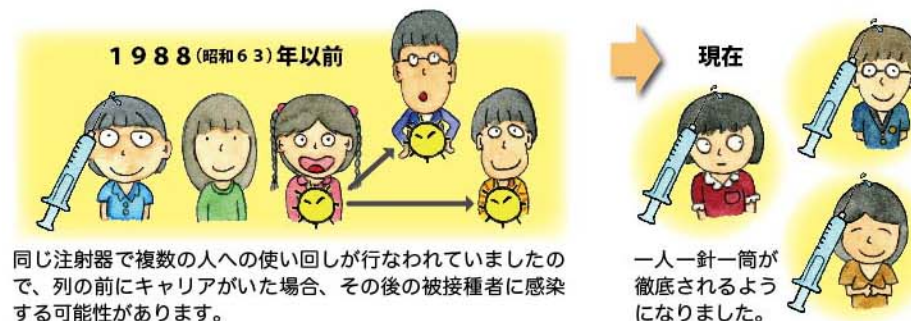 1988(昭和63)年以前
同じ注射器で複数の人への使い回しが行なわれていましたの
で、列の前にキャリアがいた場合、その後の被接種者に感染
する可能性があります。
現在
一人一針一筒が
徹底されるよう
になりました。